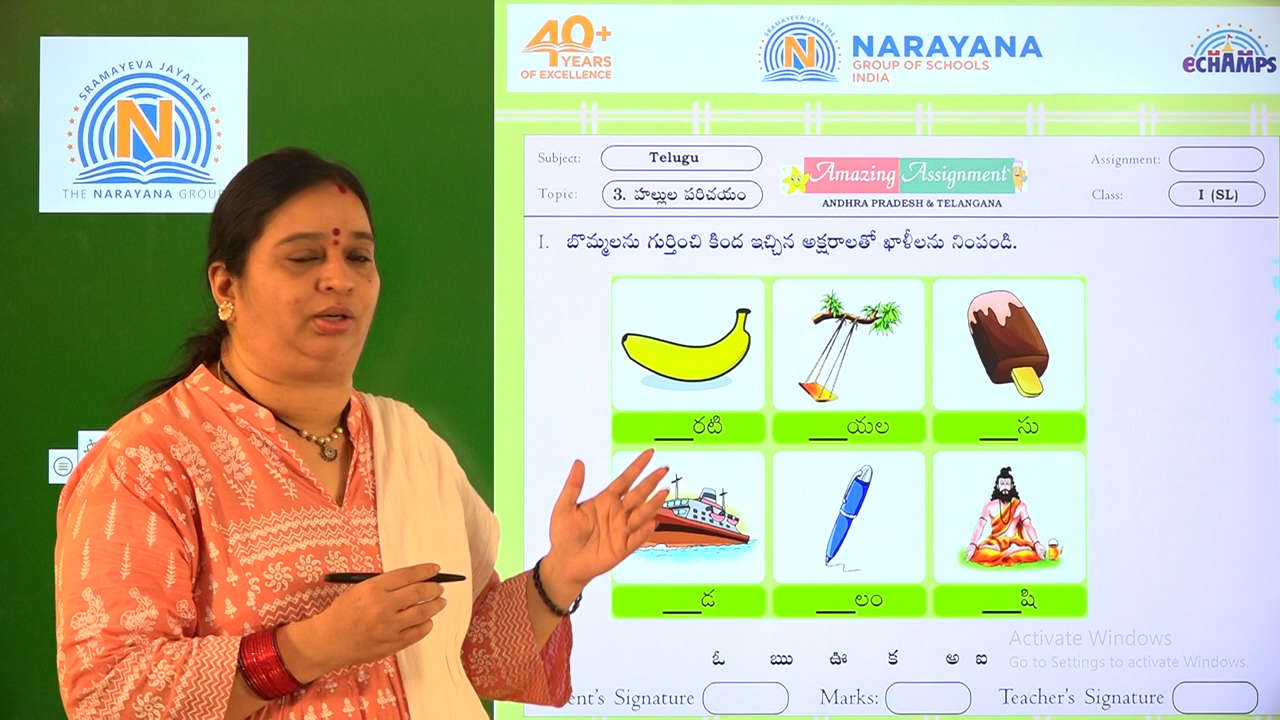 SRAMAYEVA JAYATHE
N
THE NARAYANA GROUP
40+
YEARS
OF EXCELLENCE
SRAMAYEVA JAYATHE
N
NARAYANA
GROUP OF SCHOOLS
INDIA
eCHAMPS
Subject: Telugu
Topic: 3. హల్లుల పరిచయం
Amazing Assignment
ANDHRA PRADESH & TELANGANA
Assignment:
Class: I (SL)
I. బొమ్మలను గుర్తించి కింద ఇచ్చిన అక్షరాలతో ఖాళీలను నింపండి.
___రటి ___యల ___సు
___డ ___లం ___షి
ఓ ఋ ఊ క అ ఐ
Activate Windows
Go to Settings to activate Windows.
ent's Signature Marks: Teacher's Signature